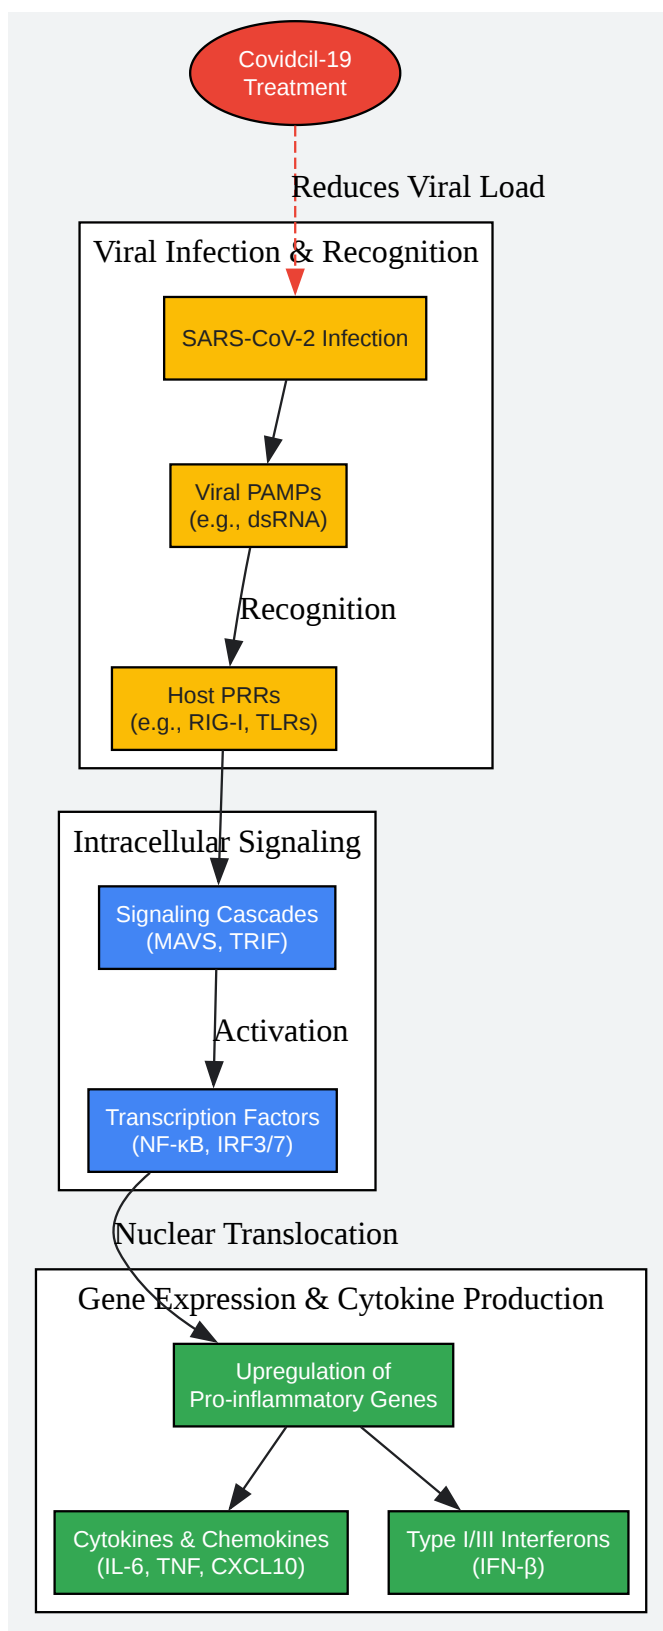 Covidcil-19
Treatment
Reduces Viral Load
Viral Infection & Recognition
SARS-CoV-2 Infection
Viral PAMPs
(e.g., dsRNA)
Recognition
Host PRRs
(e.g., RIG-I, TLRs)
Intracellular Signaling
Signaling Cascades
(MAVS, TRIF)
Activation
Transcription Factors
(NF-κB, IRF3/7)
Nuclear Translocation
Gene Expression & Cytokine Production
Upregulation of
Pro-inflammatory Genes
Cytokines & Chemokines
(IL-6, TNF, CXCL10)
Type I/III Interferons
(IFN-β)